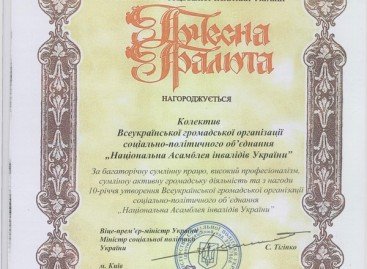 Почесна
Грамота
НАГОРОДЖУЄТЬСЯ
Колектив
Всеукраїнської громадської організації
соціально-політичного об'єднання
„Національна Асамблея інвалідів України"
За багаторічну сумлінну працю, високий професіоналізм,
сумлінну активну громадську діяльність та з нагоди
10-річчя утворення Всеукраїнської громадської організації
соціально-політичного об'єднання
„Національна Асамблея інвалідів України"
Віце-прем'єр-міністр України
Міністр соціальної політики
України
С. Тігіпко
м. Київ